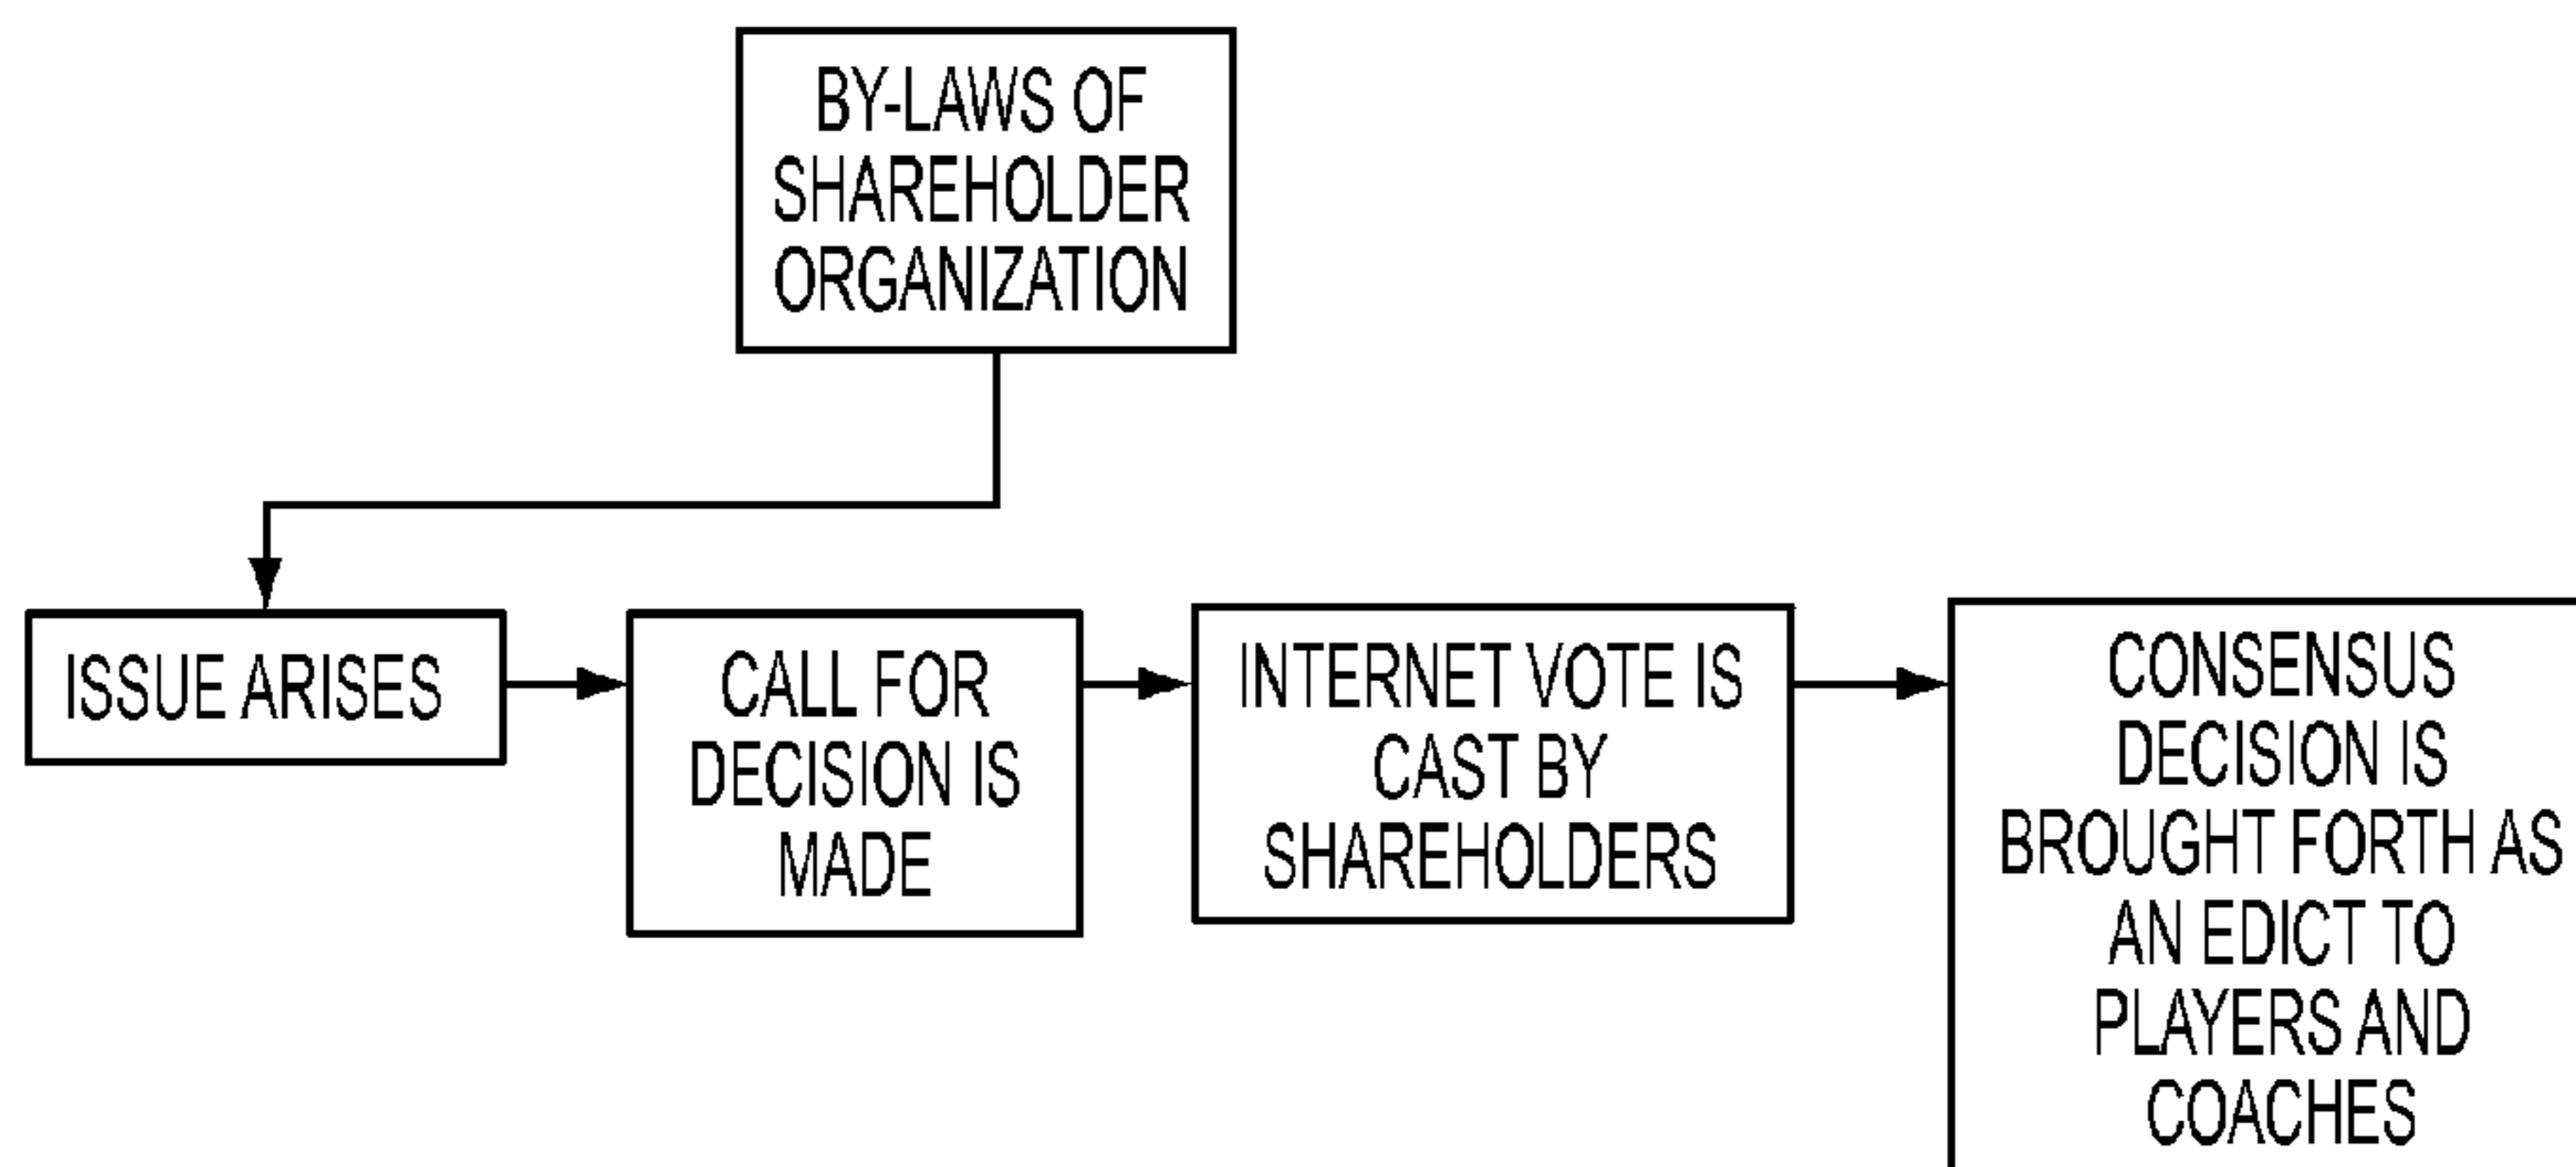 BY-LAWS OF
SHAREHOLDER
ORGANIZATION
ISSUE ARISES
CALL FOR
DECISION IS
MADE
INTERNET VOTE IS
CAST BY
SHAREHOLDERS
CONSENSUS
DECISION IS
BROUGHT FORTH AS
AN EDICT TO
PLAYERS AND
COACHES